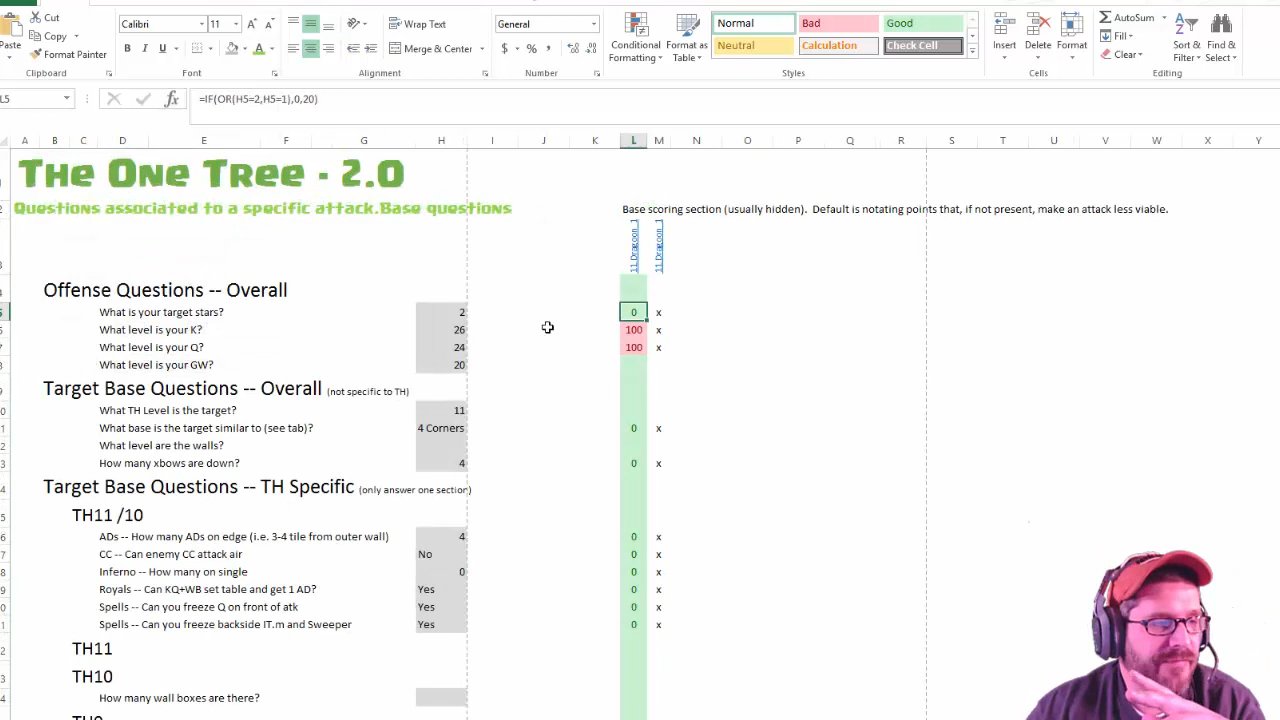 Cut
Copy
Paste
Format Painter
Clipboard
Calibri 11
B I U
Font
Wrap Text
Merge & Center
Alignment
General
$ % ,
Number
Conditional Formatting
Format as Table
Normal Bad Good
Neutral Calculation Check Cell
Styles
Insert Delete Format
Cells
AutoSum
Fill
Clear
Sort & Filter
Find & Select
Editing
L5 fx =IF(OR(H5=2,H5=1),0,20)
A B C D E F G H I J K L M N O P Q R S T U V W X Y
The One Tree - 2.0
Questions associated to a specific attack.Base questions
Base scoring section (usually hidden). Default is notating points that, if not present, make an attack less viable.
11 Dragoon 1 11 Dragoon 1
Offense Questions -- Overall
What is your target stars? 2 0 x
What level is your K? 26 100 x
What level is your Q? 24 100 x
What level is your GW? 20
Target Base Questions -- Overall (not specific to TH)
What TH Level is the target? 11
What base is the target similar to (see tab)? 4 Corners 0 x
What level are the walls?
How many xbows are down? 4 0 x
Target Base Questions -- TH Specific (only answer one section)
TH11 /10
ADs -- How many ADs on edge (i.e. 3-4 tile from outer wall) 4 0 x
CC -- Can enemy CC attack air No 0 x
Inferno -- How many on single 0 0 x
Royals -- Can KQ+WB set table and get 1 AD? Yes 0 x
Spells -- Can you freeze Q on front of atk Yes 0 x
Spells -- Can you freeze backside IT.m and Sweeper Yes 0 x
TH11
TH10
How many wall boxes are there?